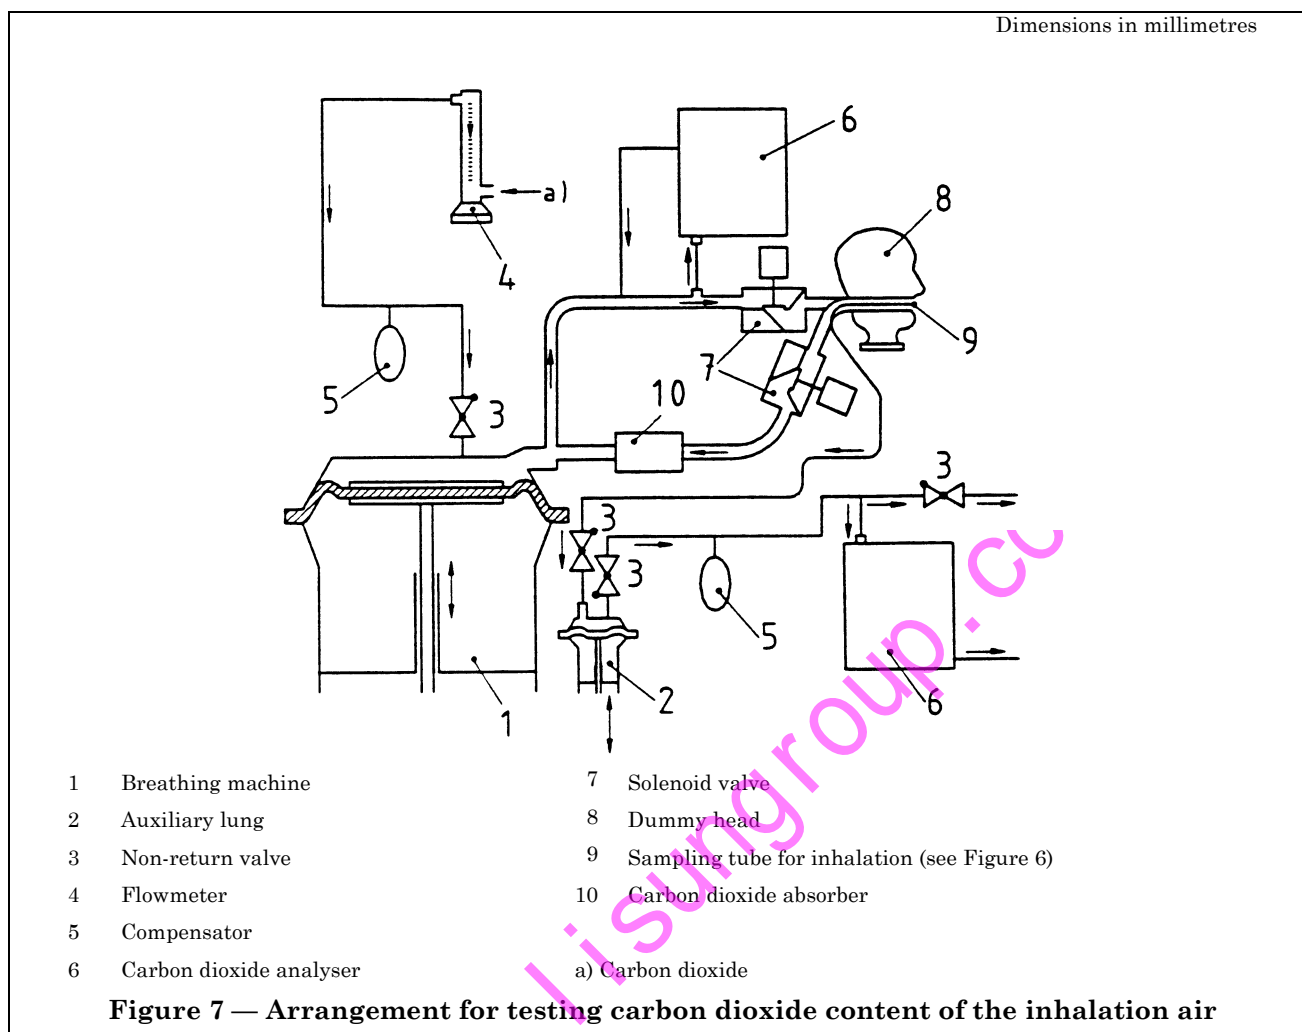 Dimensions in millimetres
6
a)
8
4
9
7
5
3
10
3
3
3
5
2
6
1
1 Breathing machine
2 Auxiliary lung
3 Non-return valve
4 Flowmeter
5 Compensator
6 Carbon dioxide analyser
7 Solenoid valve
8 Dummy head
9 Sampling tube for inhalation (see Figure 6)
10 Carbon dioxide absorber
a) Carbon dioxide
Figure 7 — Arrangement for testing carbon dioxide content of the inhalation air
lisungroup.co